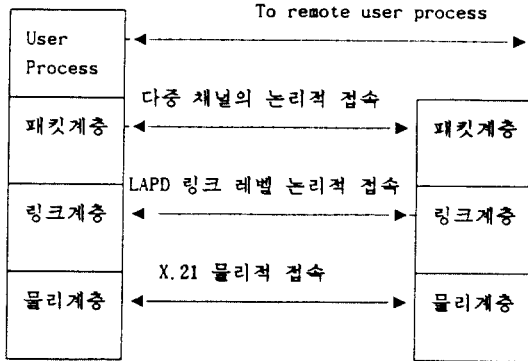 To remote user process
User
Process
다중 채널의 논리적 접속
패킷계층
패킷계층
LAPD 링크 레벨 논리적 접속
링크계층
링크계층
X.21 물리적 접속
물리계층
물리계층